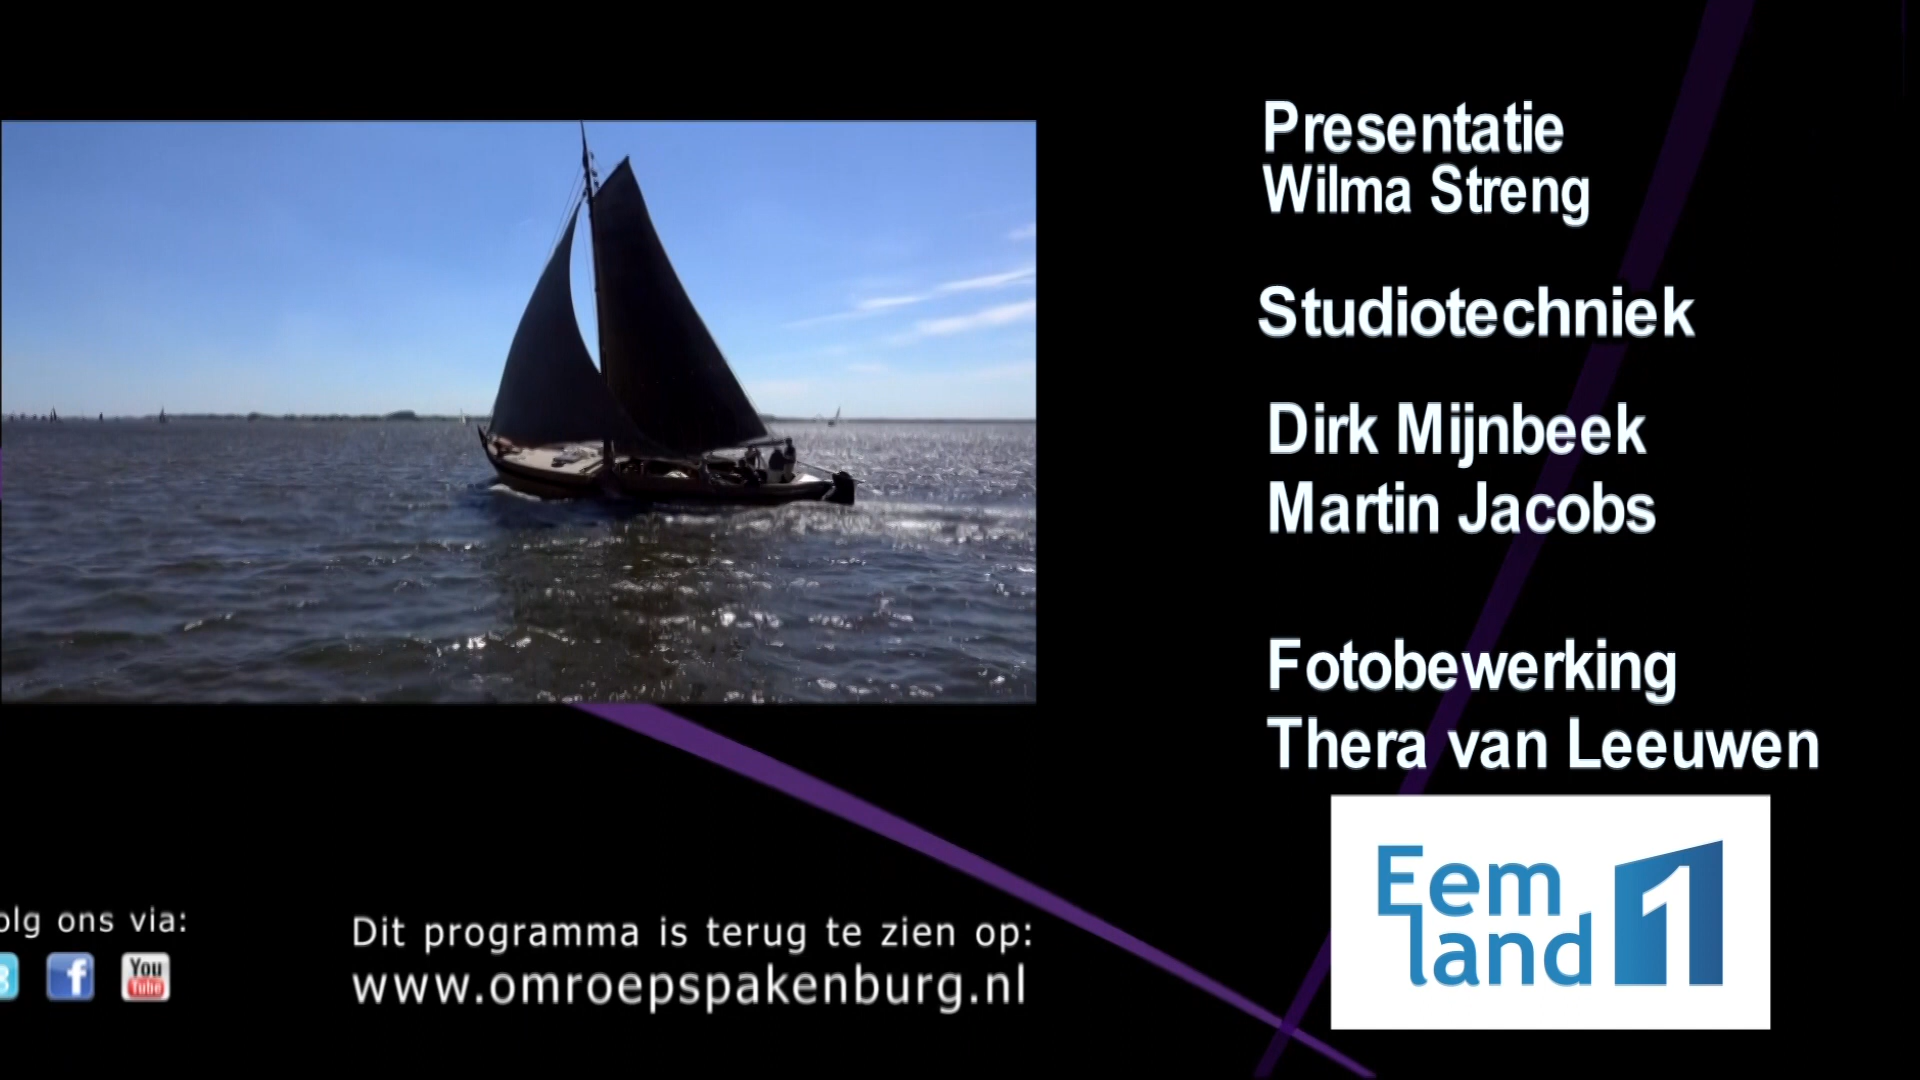 Presentatie
Wilma Streng
Studiotechniek
Dirk Mijnbeek
Martin Jacobs
Fotobewerking
Thera van Leeuwen
Eem
land 1
olg ons via:
f
You
Tube
Dit programma is terug te zien op:
www.omroepspakenburg.nl